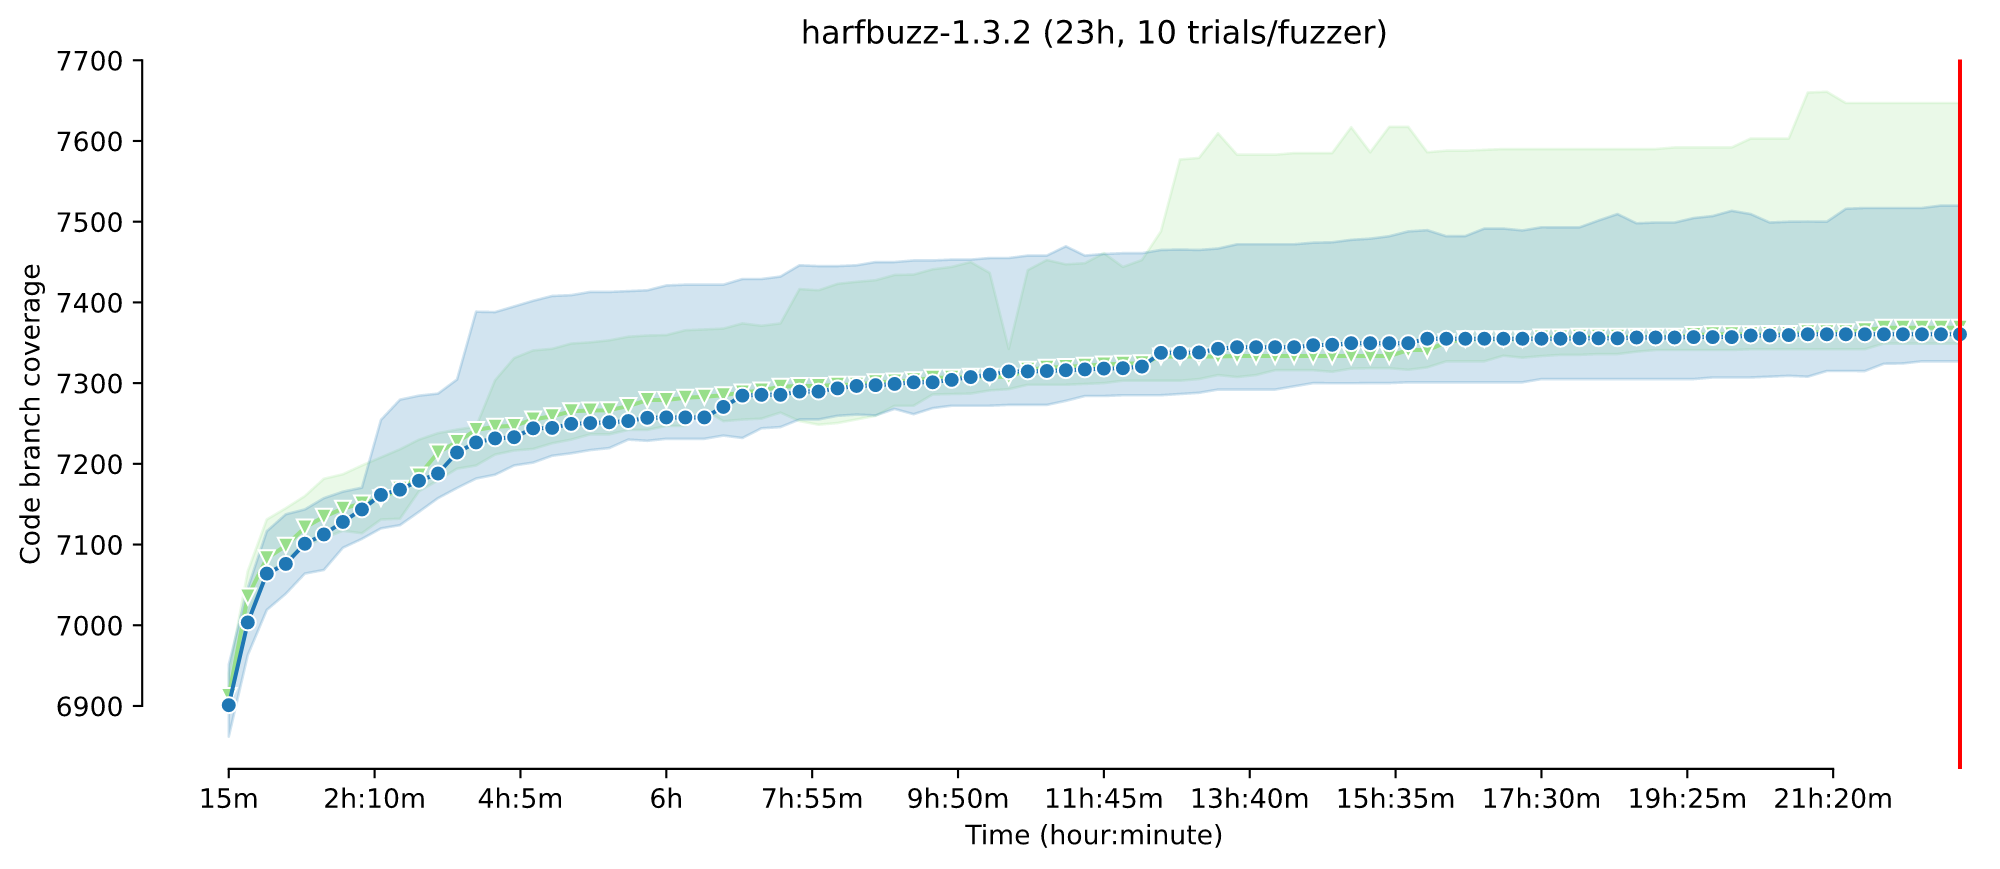 harfbuzz-1.3.2 (23h, 10 trials/fuzzer)
7700
7600
7500
7400
7300
7200
7100
7000
6900
Code branch coverage
15m 2h:10m 4h:5m 6h 7h:55m 9h:50m 11h:45m 13h:40m 15h:35m 17h:30m 19h:25m 21h:20m
Time (hour:minute)